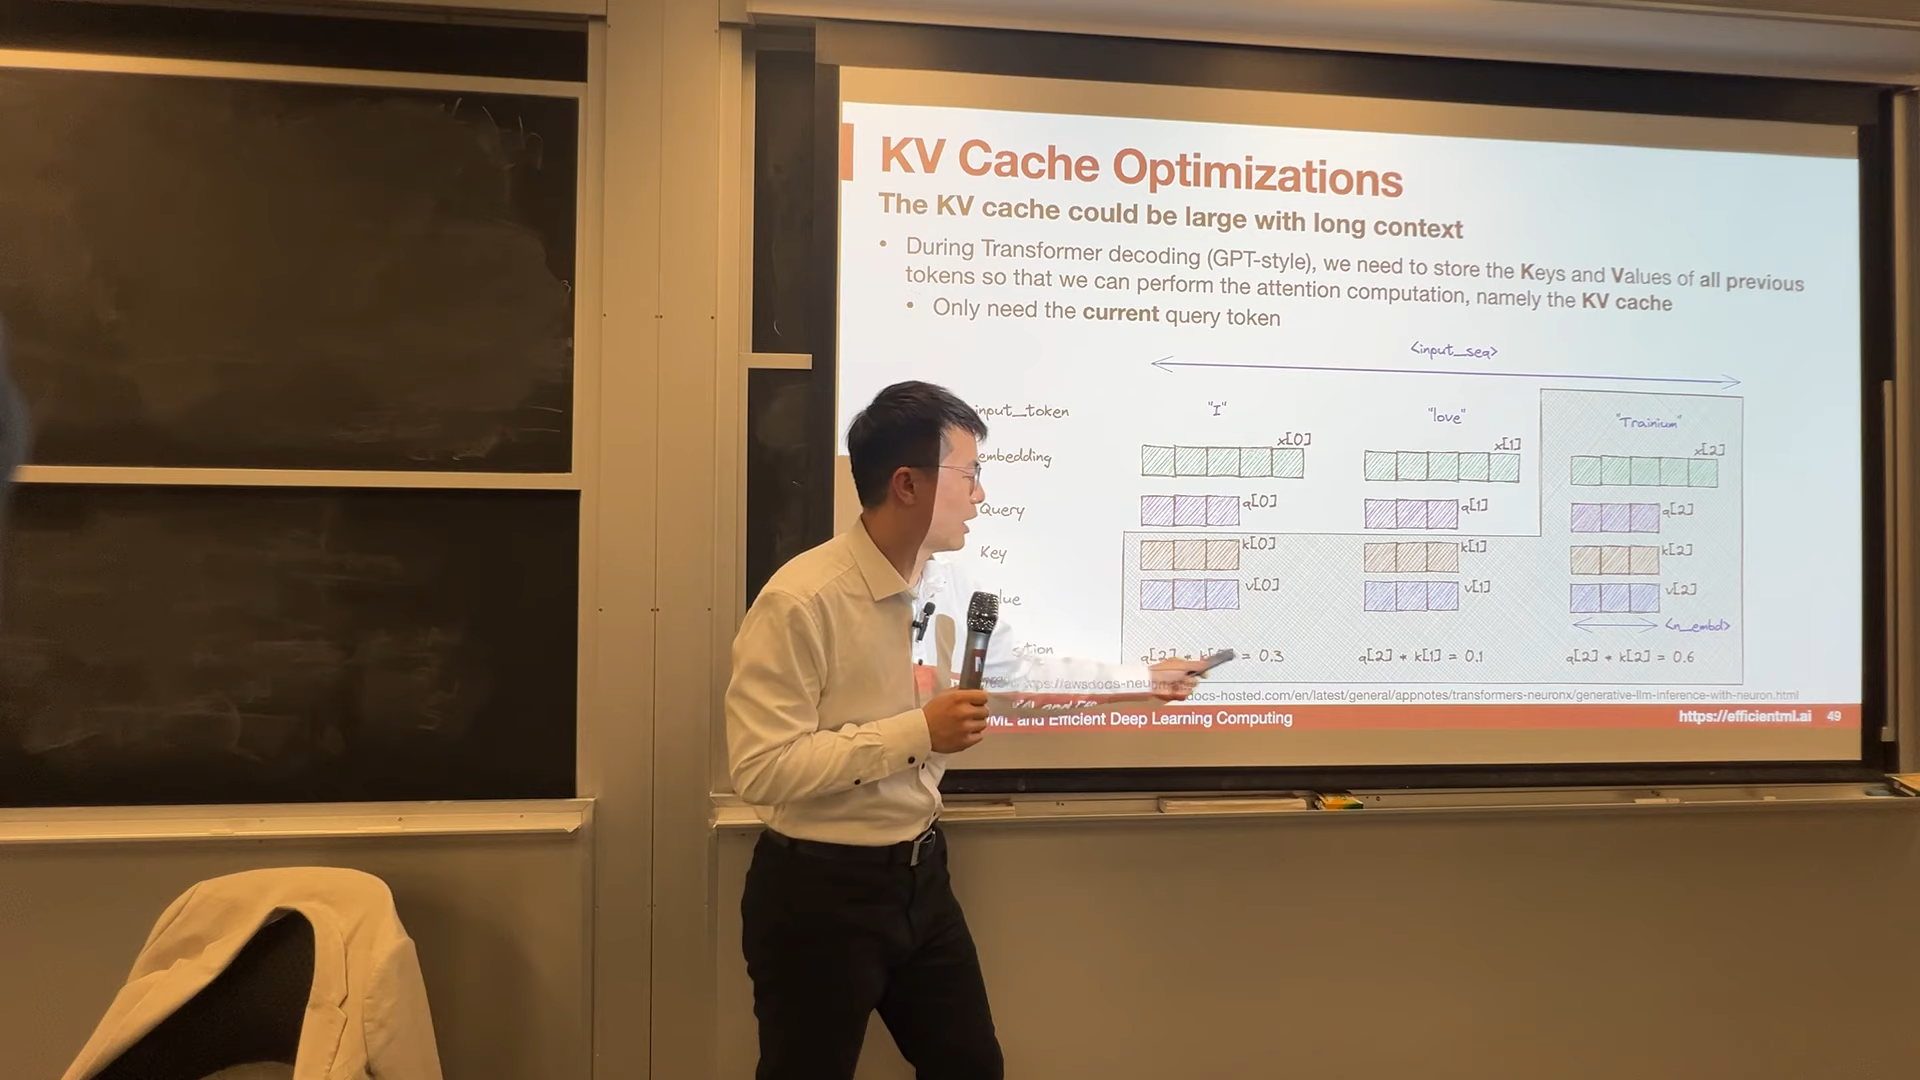 KV Cache Optimizations
The KV cache could be large with long context
• During Transformer decoding (GPT-style), we need to store the Keys and Values of all previous
tokens so that we can perform the attention computation, namely the KV cache
• Only need the current query token
<input_seq>
input_token "I" "love" "Trainium"
embedding x[0] x[1] x[2]
Query q[0] q[1] q[2]
Key k[0] k[1] k[2]
v[0] v[1] v[2]
<n_embd>
q[2] * = 0.3 q[2] * k[1] = 0.1 q[2] * k[2] = 0.6
docs-hosted.com/en/latest/general/appnotes/transformers-neuronx/generative-llm-inference-with-neuron.html
and Efficient Deep Learning Computing https://efficientml.ai 49